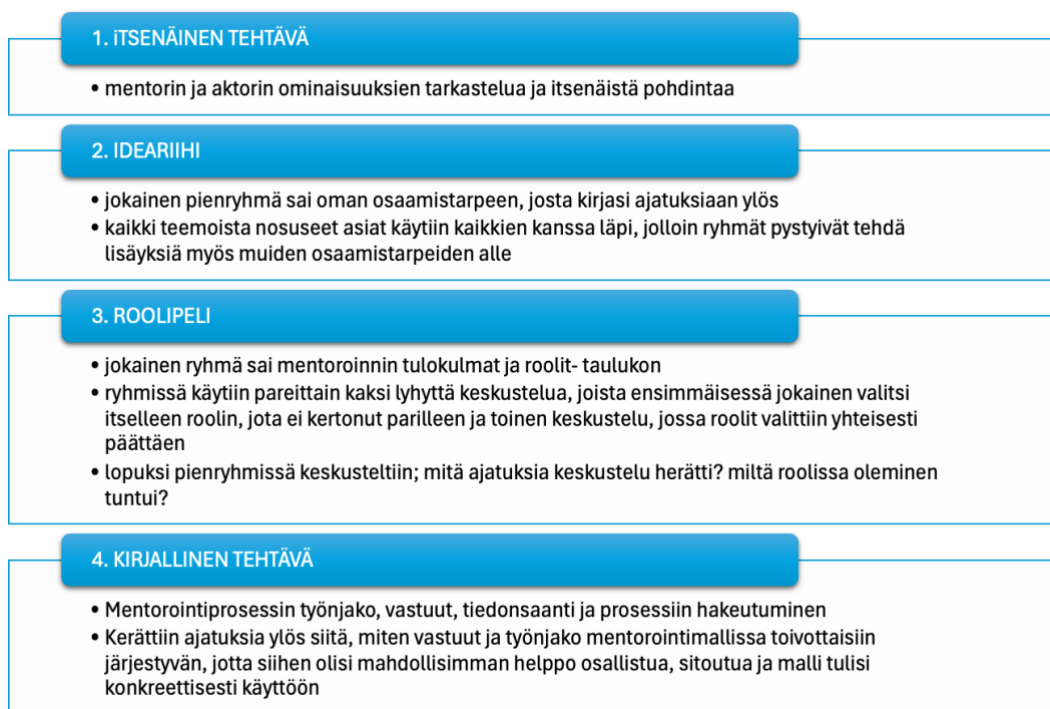 1. iTSENÄINEN TEHTÄVÄ
• mentorin ja aktorin ominaisuuksien tarkastelua ja itsenäistä pohdintaa
2. IDEARIIHI
• jokainen pienryhmä sai oman osaamistarpeen, josta kirjasi ajatuksiaan ylös
• kaikki teemoista nosuseet asiat käytiin kaikkien kanssa läpi, jolloin ryhmät pystyivät tehdä
lisäyksiä myös muiden osaamistarpeiden alle
3. ROOLIPELI
• jokainen ryhmä sai mentoroinnin tulokulmat ja roolit- taulukon
• ryhmissä käytiin pareittain kaksi lyhyttä keskustelua, joista ensimmäisessä jokainen valitsi
itselleen roolin, jota ei kertonut parilleen ja toinen keskustelu, jossa roolit valittiin yhteisesti
päättäen
• lopuksi pienryhmissä keskusteltiin; mitä ajatuksia keskustelu herätti? miltä roolissa oleminen
tuntui?
4. KIRJALLINEN TEHTÄVÄ
• Mentorointiprosessin työnjako, vastuut, tiedonsaanti ja prosessiin hakeutuminen
• Kerättiin ajatuksia ylös siitä, miten vastuut ja työnjako mentorointimallissa toivottaisiin
järjestyvän, jotta siihen olisi mahdollisimman helppo osallistua, sitoutua ja malli tulisi
konkreettisesti käyttöön